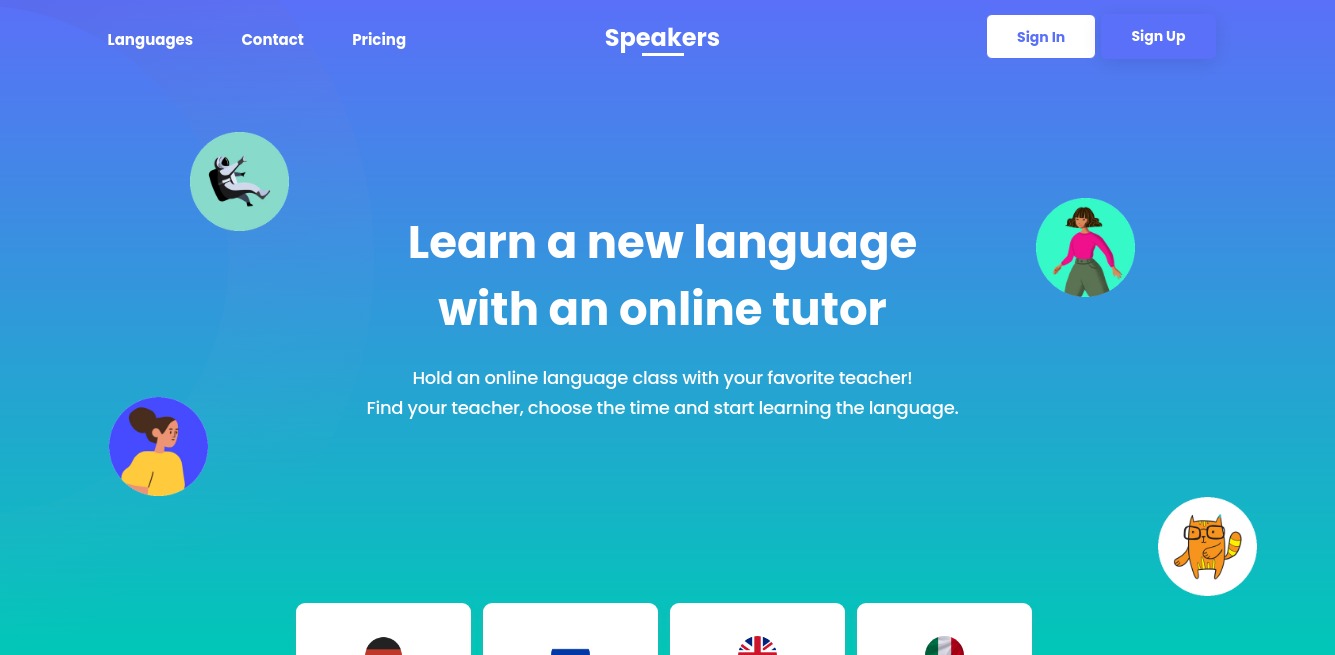 Languages Contact Pricing Speakers Sign In Sign Up
Learn a new language
with an online tutor
Hold an online language class with your favorite teacher!
Find your teacher, choose the time and start learning the language.